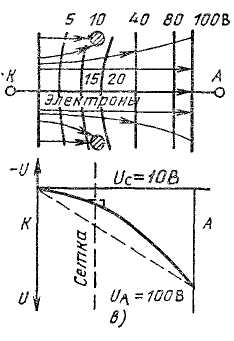 5 10 40 80 100В
К 15 20 А
Электроны
-U Uс=10В
К А
Сетка
U UА=100В
в)